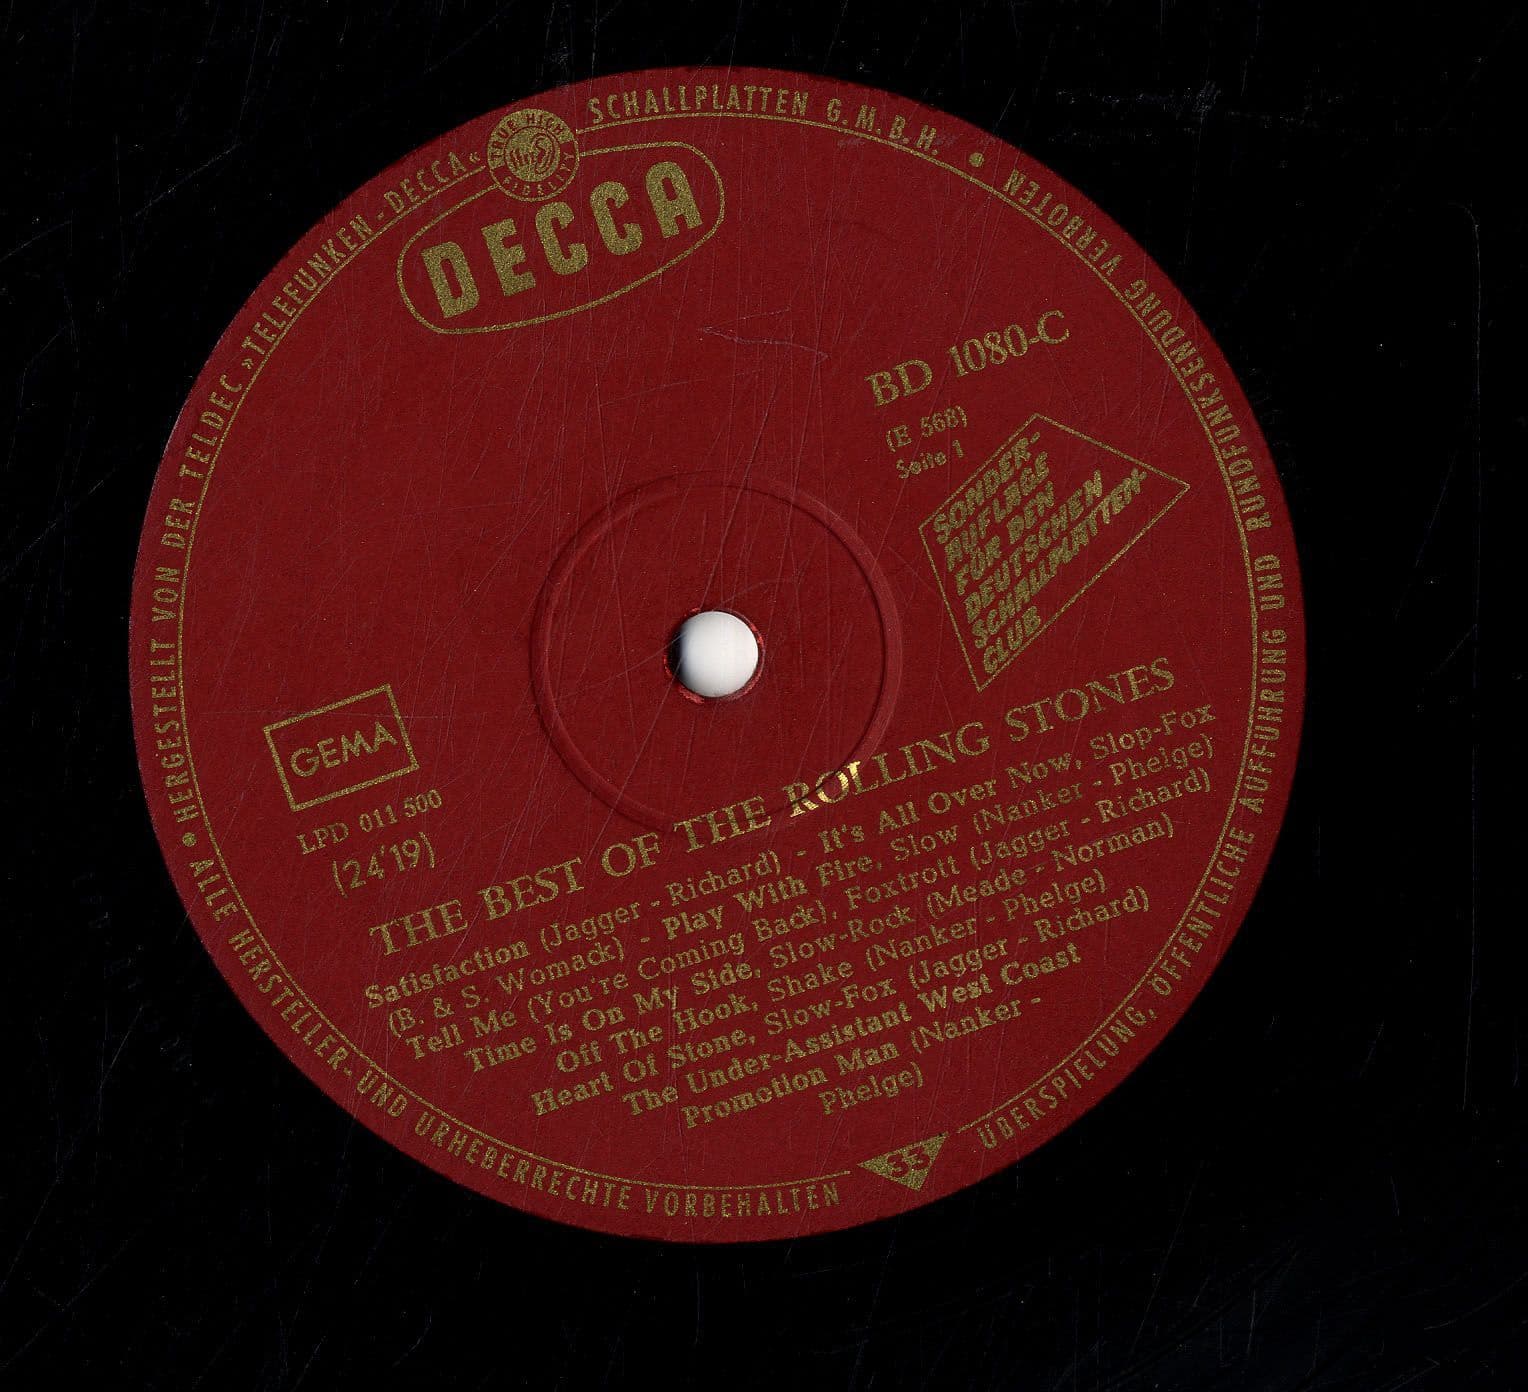 HERGESTELLT VON DER TELDEC »TELEFUNKEN-DECCA« SCHALLPLATTEN G.M.B.H. •
TRUE HIGH FIDELITY
DECCA
BD 1080-C
(E 568)
Seite 1
SONDER-
AUFLAGE
FÜR DEN
DEUTSCHEN
SCHALLPLATTEN-
CLUB
GEMA
LPD 011 500
(24'19)
THE BEST OF THE ROLLING STONES
Satisfaction (Jagger - Richard) - It's All Over Now, Slop-Fox
(B. & S. Womack) - Play With Fire, Slow (Nanker - Phelge)
Tell Me (You're Coming Back), Foxtrott (Jagger - Richard)
Time Is On My Side, Slow-Rock (Meade - Norman)
Off The Hook, Shake (Nanker - Phelge)
Heart Of Stone, Slow-Fox (Jagger - Richard)
The Under-Assistant West Coast
Promotion Man (Nanker -
Phelge)
33
• ALLE HERSTELLER- UND URHEBERRECHTE VORBEHALTEN
ÜBERSPIELUNG, ÖFFENTLICHE AUFFÜHRUNG UND RUNDFUNKSENDUNG VERBOTEN